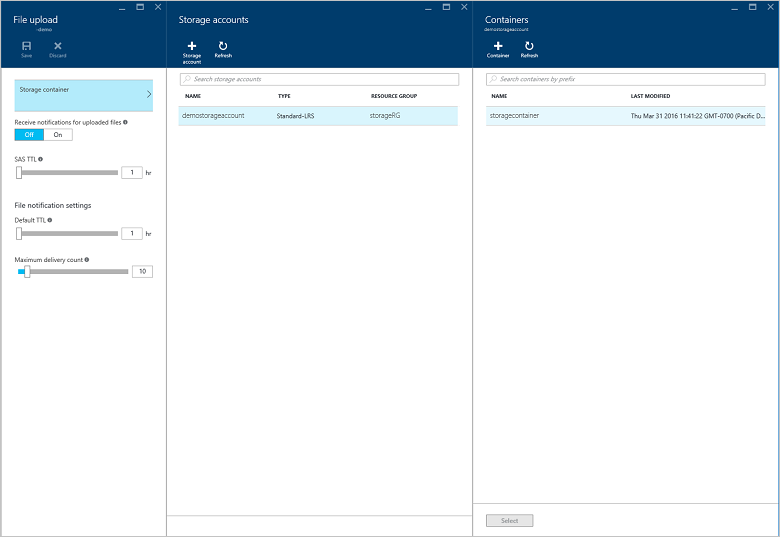 File upload
-demo
Save
Discard
Storage container
Receive notifications for uploaded files
Off
On
SAS TTL
1
hr
File notification settings
Default TTL
1
hr
Maximum delivery count
10
Storage accounts
Storage account
Refresh
Search storage accounts
NAME
TYPE
RESOURCE GROUP
demostorageaccount
Standard-LRS
storageRG
Containers
demostorageaccount
Container
Refresh
Search containers by prefix
NAME
LAST MODIFIED
storagecontainer
Thu Mar 31 2016 11:41:22 GMT-0700 (Pacific D...
Select